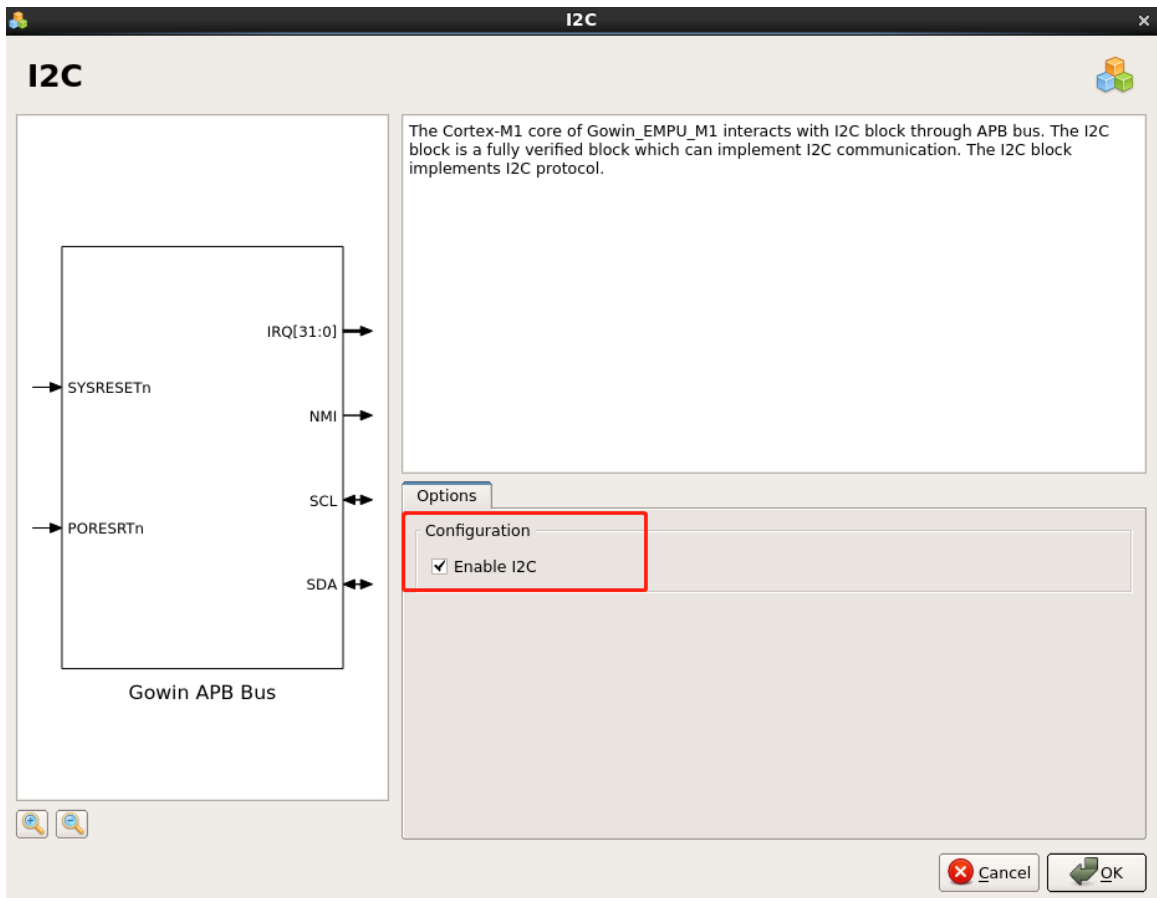 I2C
I2C
The Cortex-M1 core of Gowin_EMPU_M1 interacts with I2C block through APB bus. The I2C
block is a fully verified block which can implement I2C communication. The I2C block
implements I2C protocol.
IRQ[31:0]
SYSRESETn
NMI
SCL
PORESRTn
SDA
Gowin APB Bus
Options
Configuration
Enable I2C
Cancel
OK